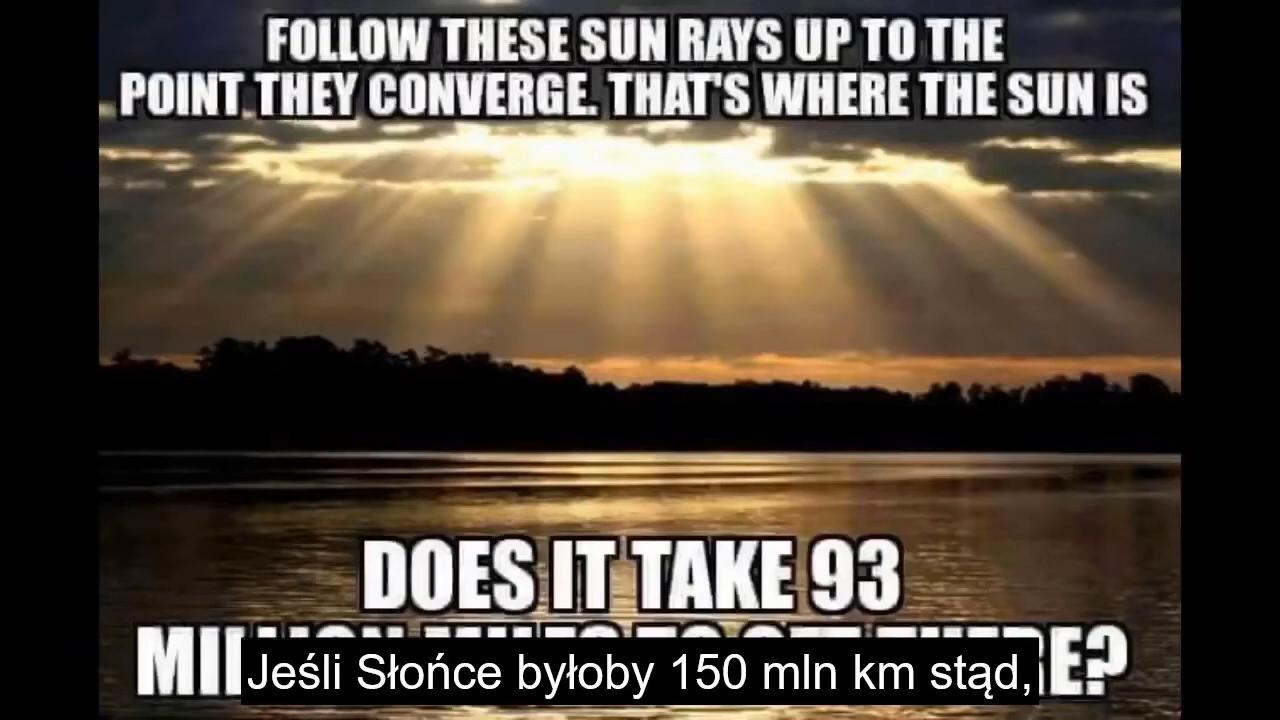 FOLLOW THESE SUN RAYS UP TO THE
POINT THEY CONVERGE. THAT'S WHERE THE SUN IS
DOES IT TAKE 93
Jeśli Słońce byłoby 150 mln km stąd,